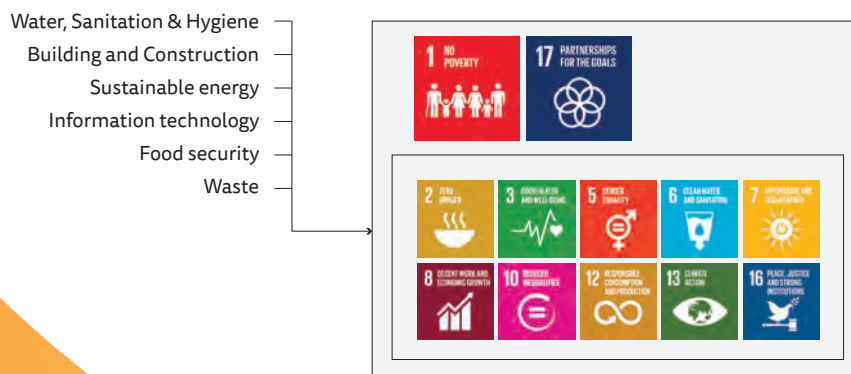 Water, Sanitation & Hygiene
Building and Construction
Sustainable energy
Information technology
Food security
Waste
1 NO
POVERTY
17 PARTNERSHIPS
FOR THE GOALS
2 ZERO
HUNGER
3 GOOD HEALTH
AND WELL-BEING
5 GENDER
EQUALITY
6 CLEAN WATER
AND SANITATION
7 AFFORDABLE AND
CLEAN ENERGY
8 DECENT WORK AND
ECONOMIC GROWTH
10 REDUCED
INEQUALITIES
12 RESPONSIBLE
CONSUMPTION
AND PRODUCTION
13 CLIMATE
ACTION
16 PEACE, JUSTICE
AND STRONG
INSTITUTIONS